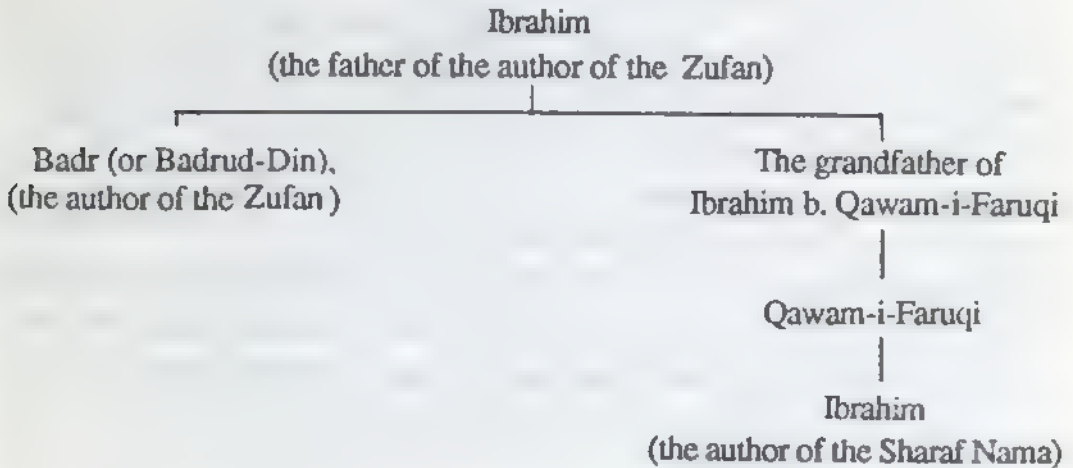 Ibrahim
(the father of the author of the Zufan)
Badr (or Badrud-Din),
(the author of the Zufan )
The grandfather of
Ibrahim b. Qawam-i-Faruqi
Qawam-i-Faruqi
Ibrahim
(the author of the Sharaf Nama)